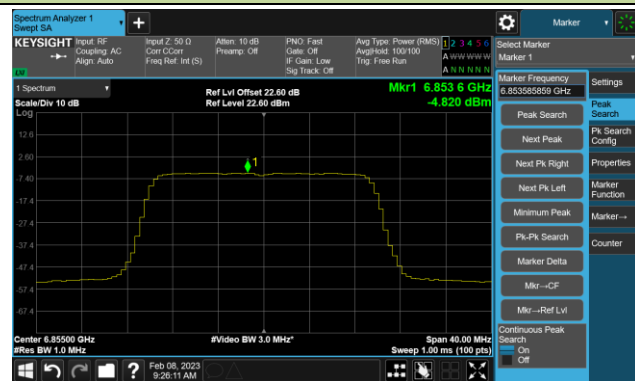 Spectrum Analyzer 1
Swept SA
Marker
KEYSIGHT
Input: RF
Coupling: AC
Align: Auto
Input Z: 50 Ω
Corr CCorr
Freq Ref: Int (S)
Atten: 10 dB
Preamp: Off
PNO: Fast
Gate: Off
IF Gain: Low
Sig Track: Off
Avg Type: Power (RMS)
Avg|Hold: 100/100
Trig: Free Run
1 2 3 4 5 6
A W W W W W
A N N N N N
LW
Select Marker
Marker 1
1 Spectrum
Scale/Div 10 dB
Log
Ref Lvl Offset 22.60 dB
Ref Level 22.60 dBm
Mkr1 6.853 6 GHz
-4.820 dBm
12.6
2.60
-7.40
-17.4
-27.4
-37.4
-47.4
-57.4
-67.4
1
Center 6.85500 GHz
#Res BW 1.0 MHz
#Video BW 3.0 MHz*
Span 40.00 MHz
Sweep 1.00 ms (100 pts)
Marker Frequency
6.853585859 GHz
Peak Search
Next Peak
Next Pk Right
Next Pk Left
Minimum Peak
Pk-Pk Search
Marker Delta
Mkr→CF
Mkr→Ref Lvl
Continuous Peak
Search
On
Off
Settings
Peak
Search
Pk Search
Config
Properties
Marker
Function
Marker→
Counter
?
Feb 08, 2023
9:26:11 AM